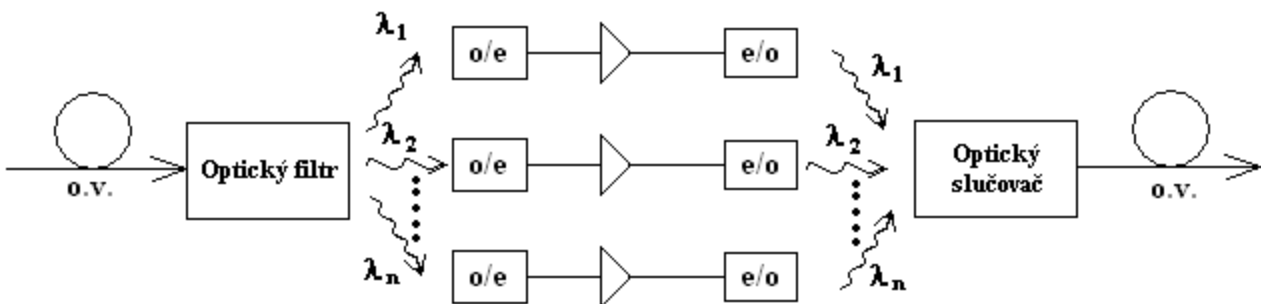 λ1
o/e
e/o
λ1
o.v.
Optický filtr
λ2
o/e
e/o
λ2
Optický
slučovač
o.v.
λn
o/e
e/o
λn